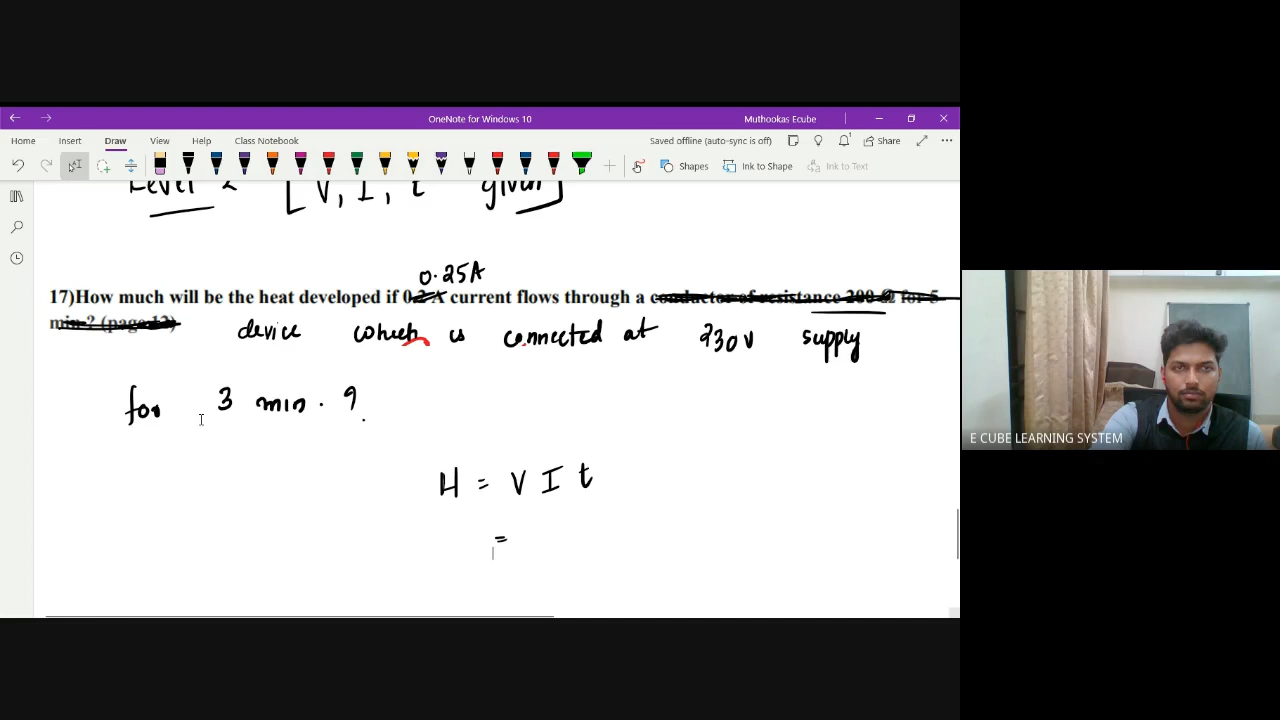 OneNote for Windows 10
Muthookas Ecube
Home Insert Draw View Help Class Notebook
Saved offline (auto-sync is off)
Share
Shapes
Ink to Shape
Ink to Text
Level 2 [V, I, t given]
0.25A
17)How much will be the heat developed if 0.2 A current flows through a conductor of resistance 200 Ω for 5
min? (page 12)
device which is connected at 230v supply
for 3 min. ?
H = V I t
=
E CUBE LEARNING SYSTEM